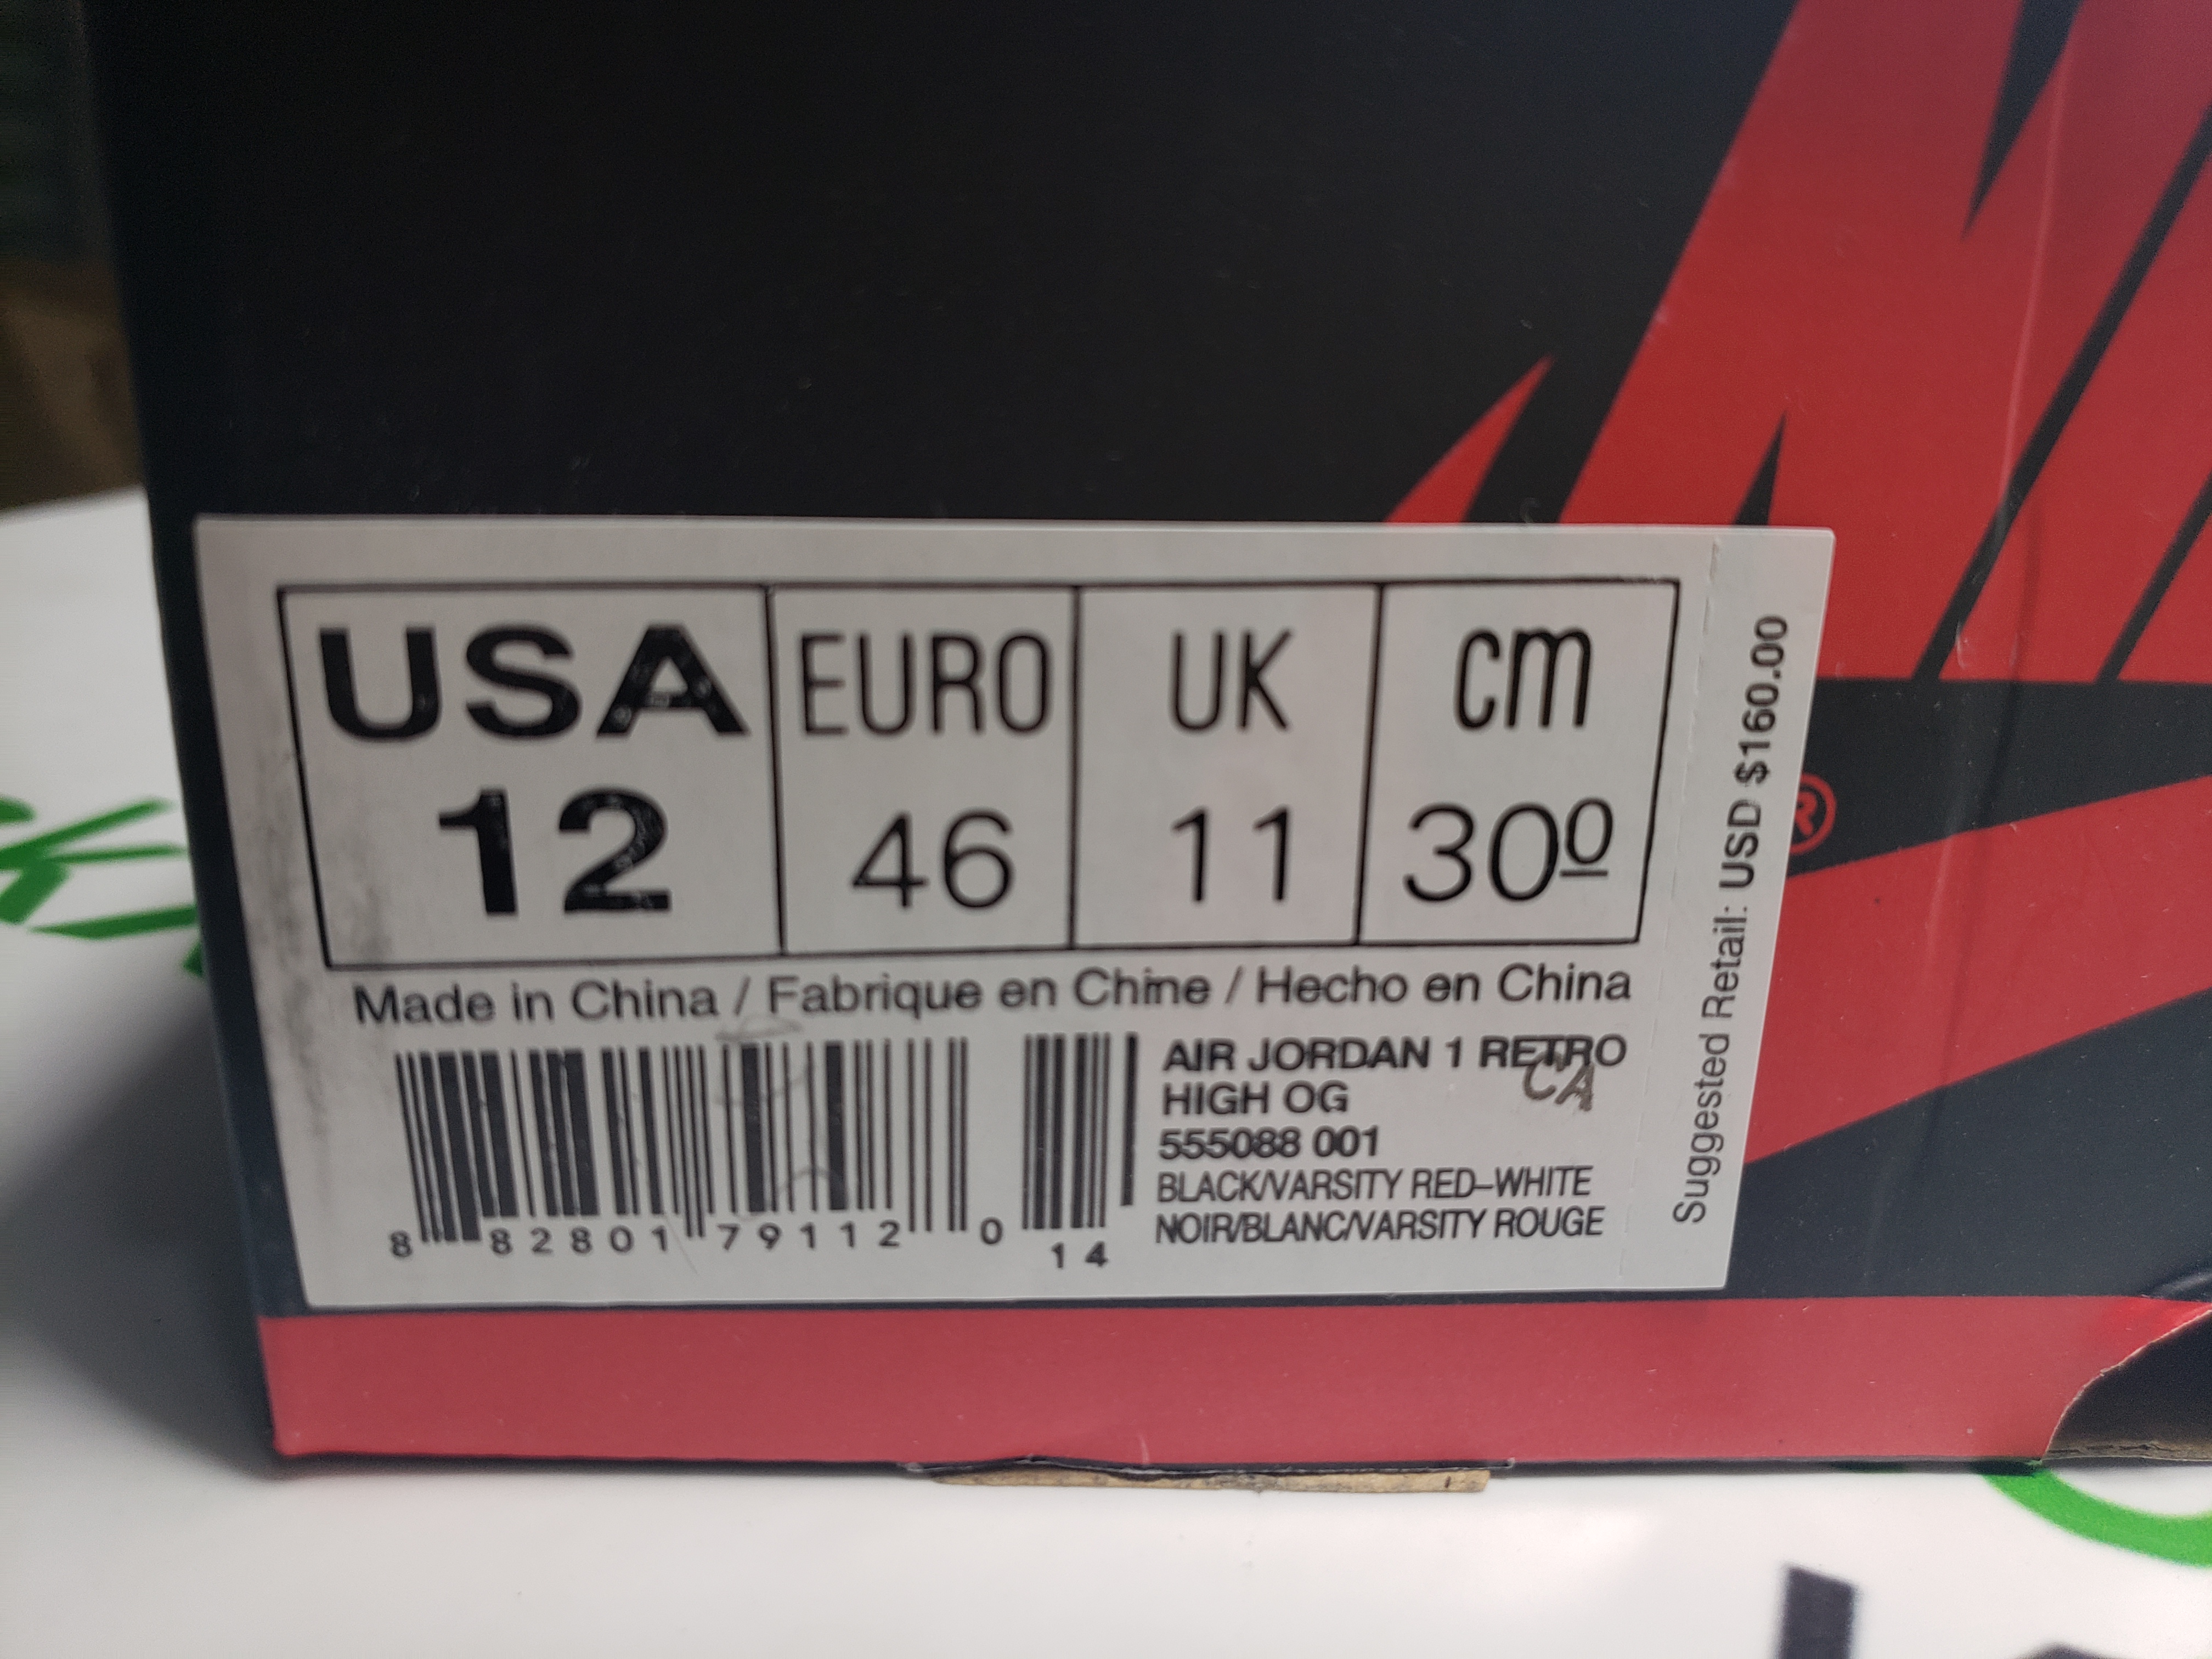 USA EURO UK cm
12 46 11 30º
Made in China / Fabrique en Chine / Hecho en China
AIR JORDAN 1 RETRO
CA
HIGH OG
555088 001
BLACK/VARSITY RED-WHITE
NOIR/BLANC/VARSITY ROUGE
8 82801 79112 0 14
Suggested Retail: USD $160.00
®